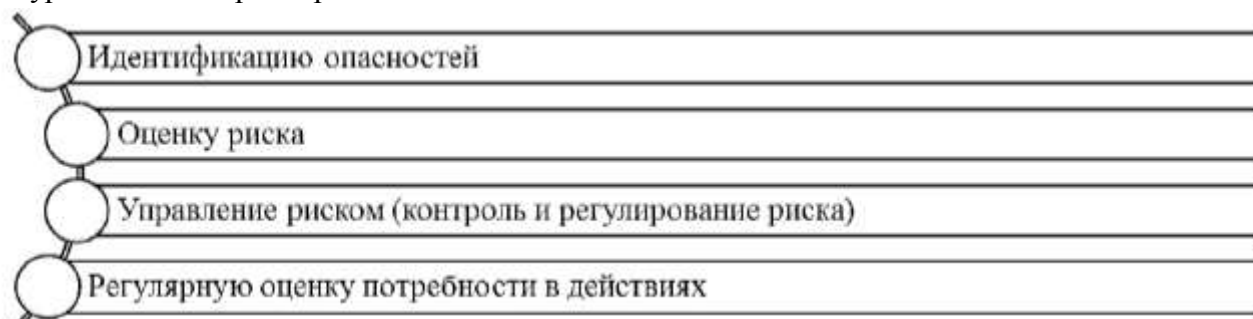 Идентификацию опасностей
Оценку риска
Управление риском (контроль и регулирование риска)
Регулярную оценку потребности в действиях